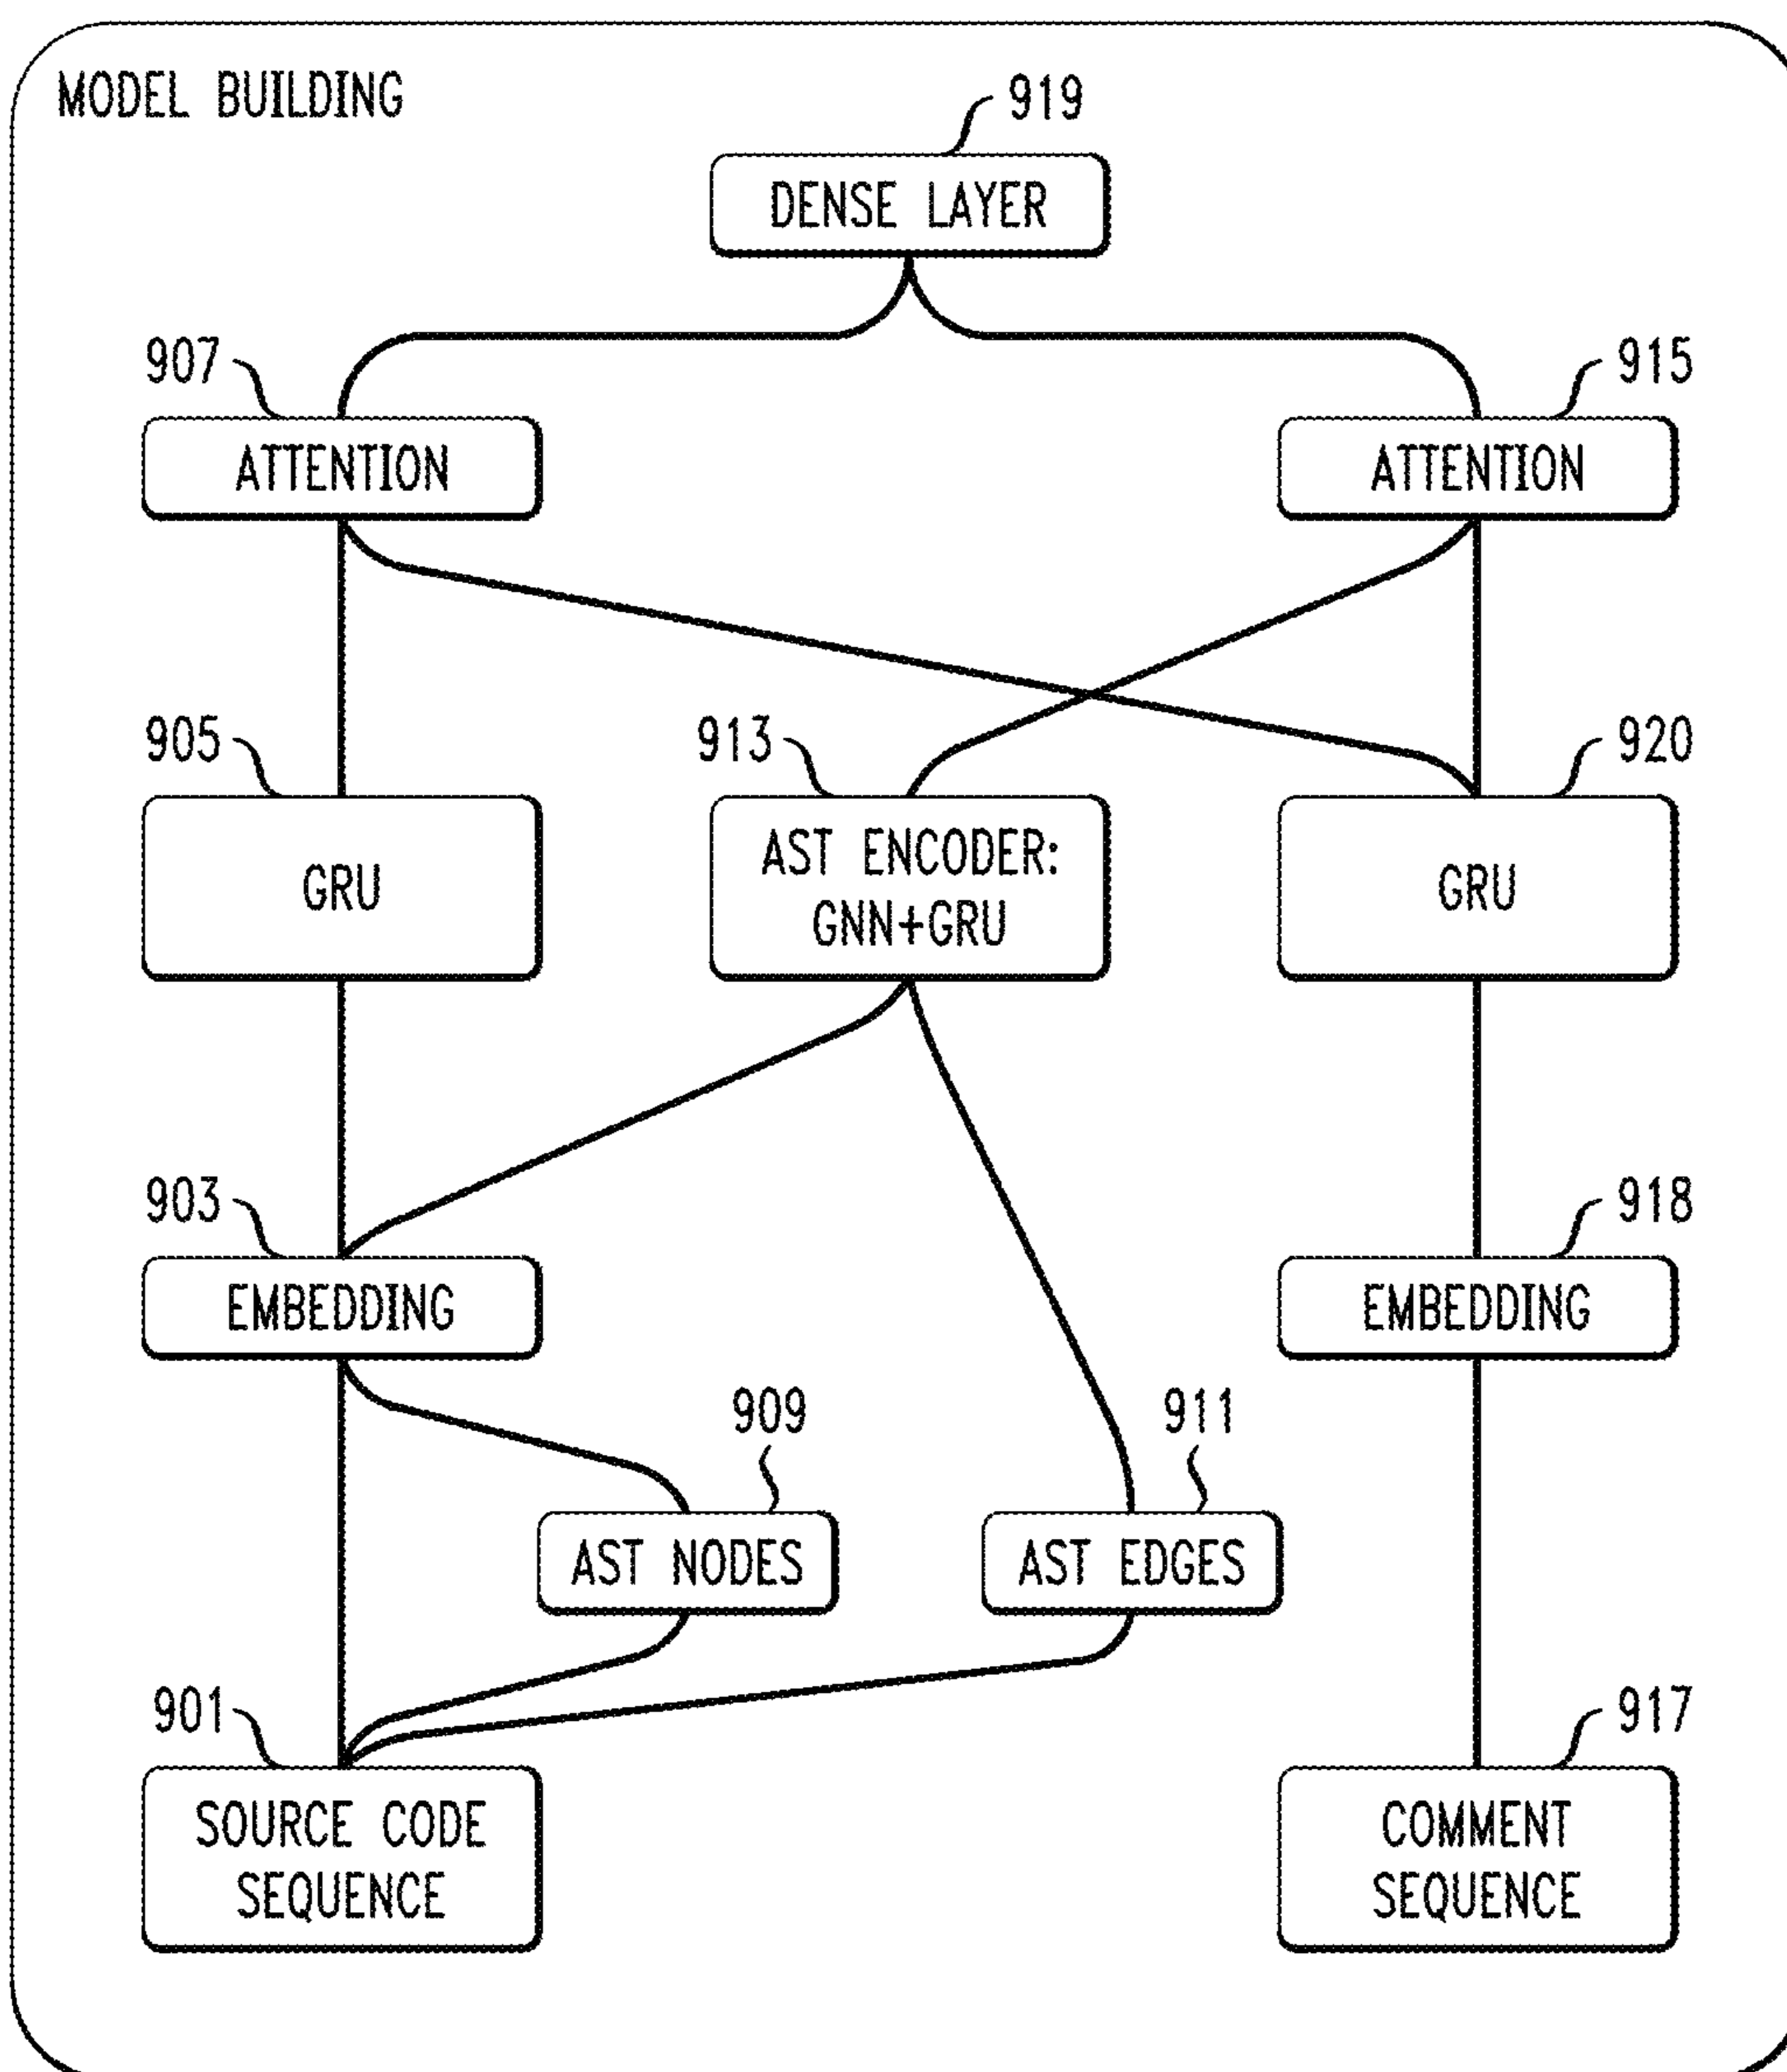 MODEL BUILDING
919
DENSE LAYER
907
915
ATTENTION
ATTENTION
905
913
920
GRU
AST ENCODER:
GNN+GRU
GRU
903
918
EMBEDDING
EMBEDDING
909
911
AST NODES
AST EDGES
901
917
SOURCE CODE
SEQUENCE
COMMENT
SEQUENCE